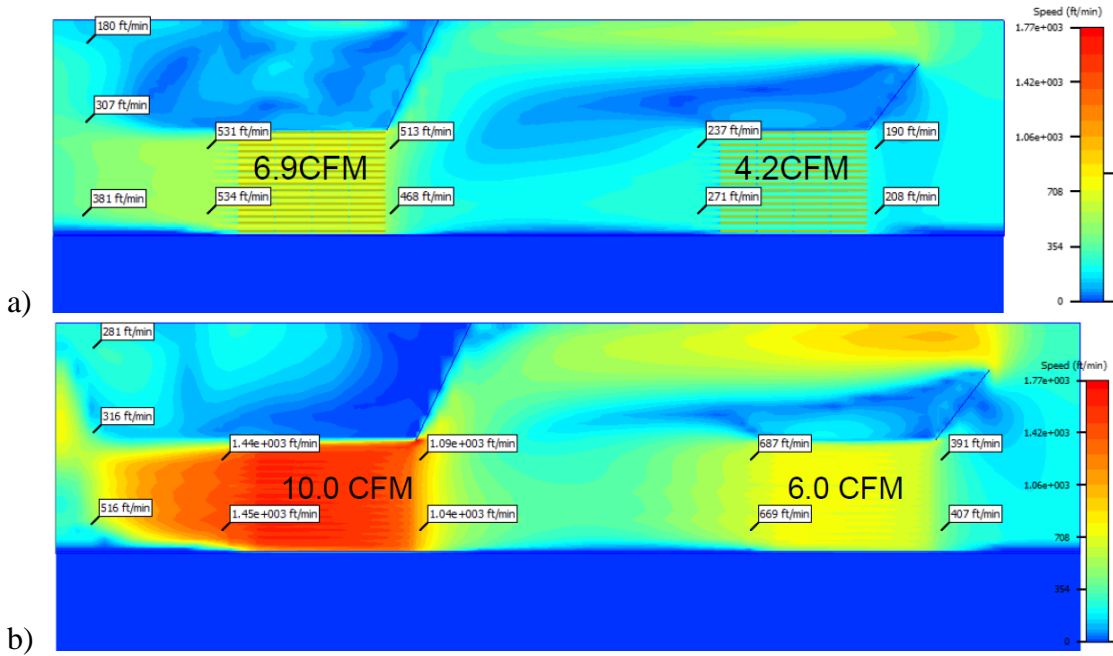 180 ft/min
307 ft/min
381 ft/min
531 ft/min
534 ft/min
6.9CFM
513 ft/min
468 ft/min
237 ft/min
271 ft/min
4.2CFM
190 ft/min
208 ft/min
Speed (ft/min)
1.77e+003
1.42e+003
1.06e+003
708
354
0
a)
281 ft/min
316 ft/min
516 ft/min
1.44e+003 ft/min
1.45e+003 ft/min
10.0 CFM
1.09e+003 ft/min
1.04e+003 ft/min
687 ft/min
669 ft/min
6.0 CFM
391 ft/min
407 ft/min
Speed (ft/min)
1.77e+003
1.42e+003
1.06e+003
708
354
0
b)